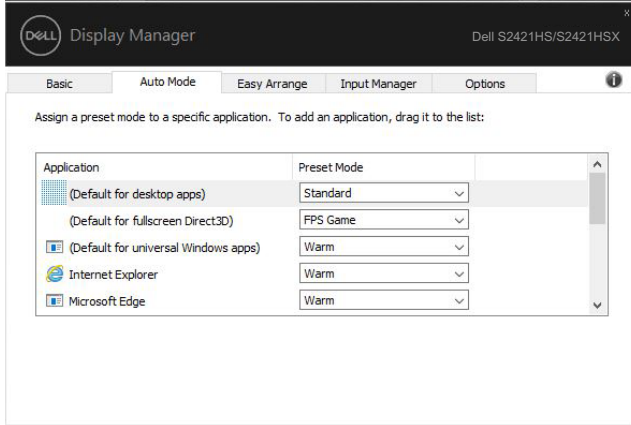 DELL Display Manager Dell S2421HS/S2421HSX x
Basic Auto Mode Easy Arrange Input Manager Options i
Assign a preset mode to a specific application. To add an application, drag it to the list:
Application Preset Mode
(Default for desktop apps) Standard
(Default for fullscreen Direct3D) FPS Game
(Default for universal Windows apps) Warm
Internet Explorer Warm
Microsoft Edge Warm